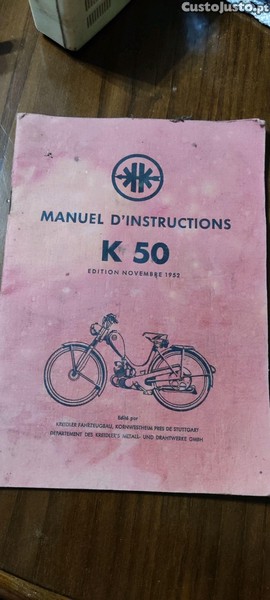 CustoJusto.pt
MANUEL D'INSTRUCTIONS
K 50
EDITION NOVEMBRE 1952
Edité par
KREIDLER FAHRZEUGBAU, KORNWESTHEIM PRES DE STUTTGART
DEPARTEMENT DES KREIDLER'S METALL- UND DRAHTWERKE GMBH